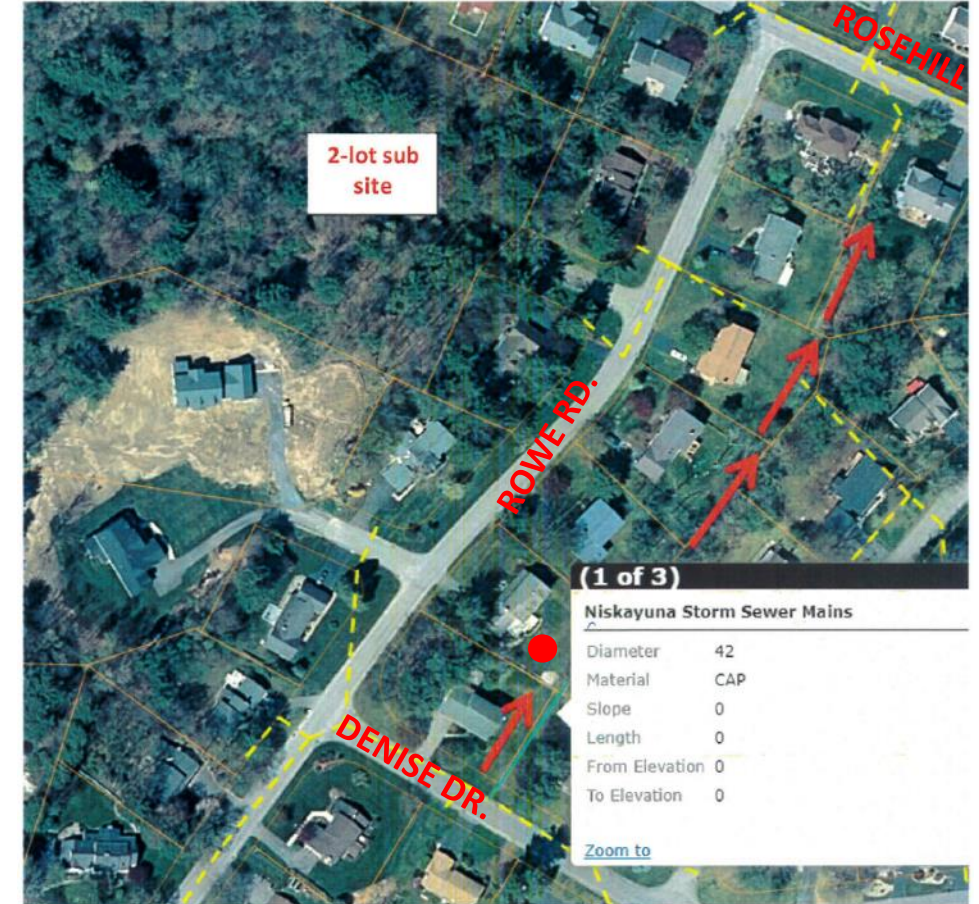 ROSEHILL
2-lot sub
site
ROWE RD.
(1 of 3)
Niskayuna Storm Sewer Mains
Diameter 42
Material CAP
Slope 0
Length 0
From Elevation 0
To Elevation 0
Zoom to
DENISE DR.